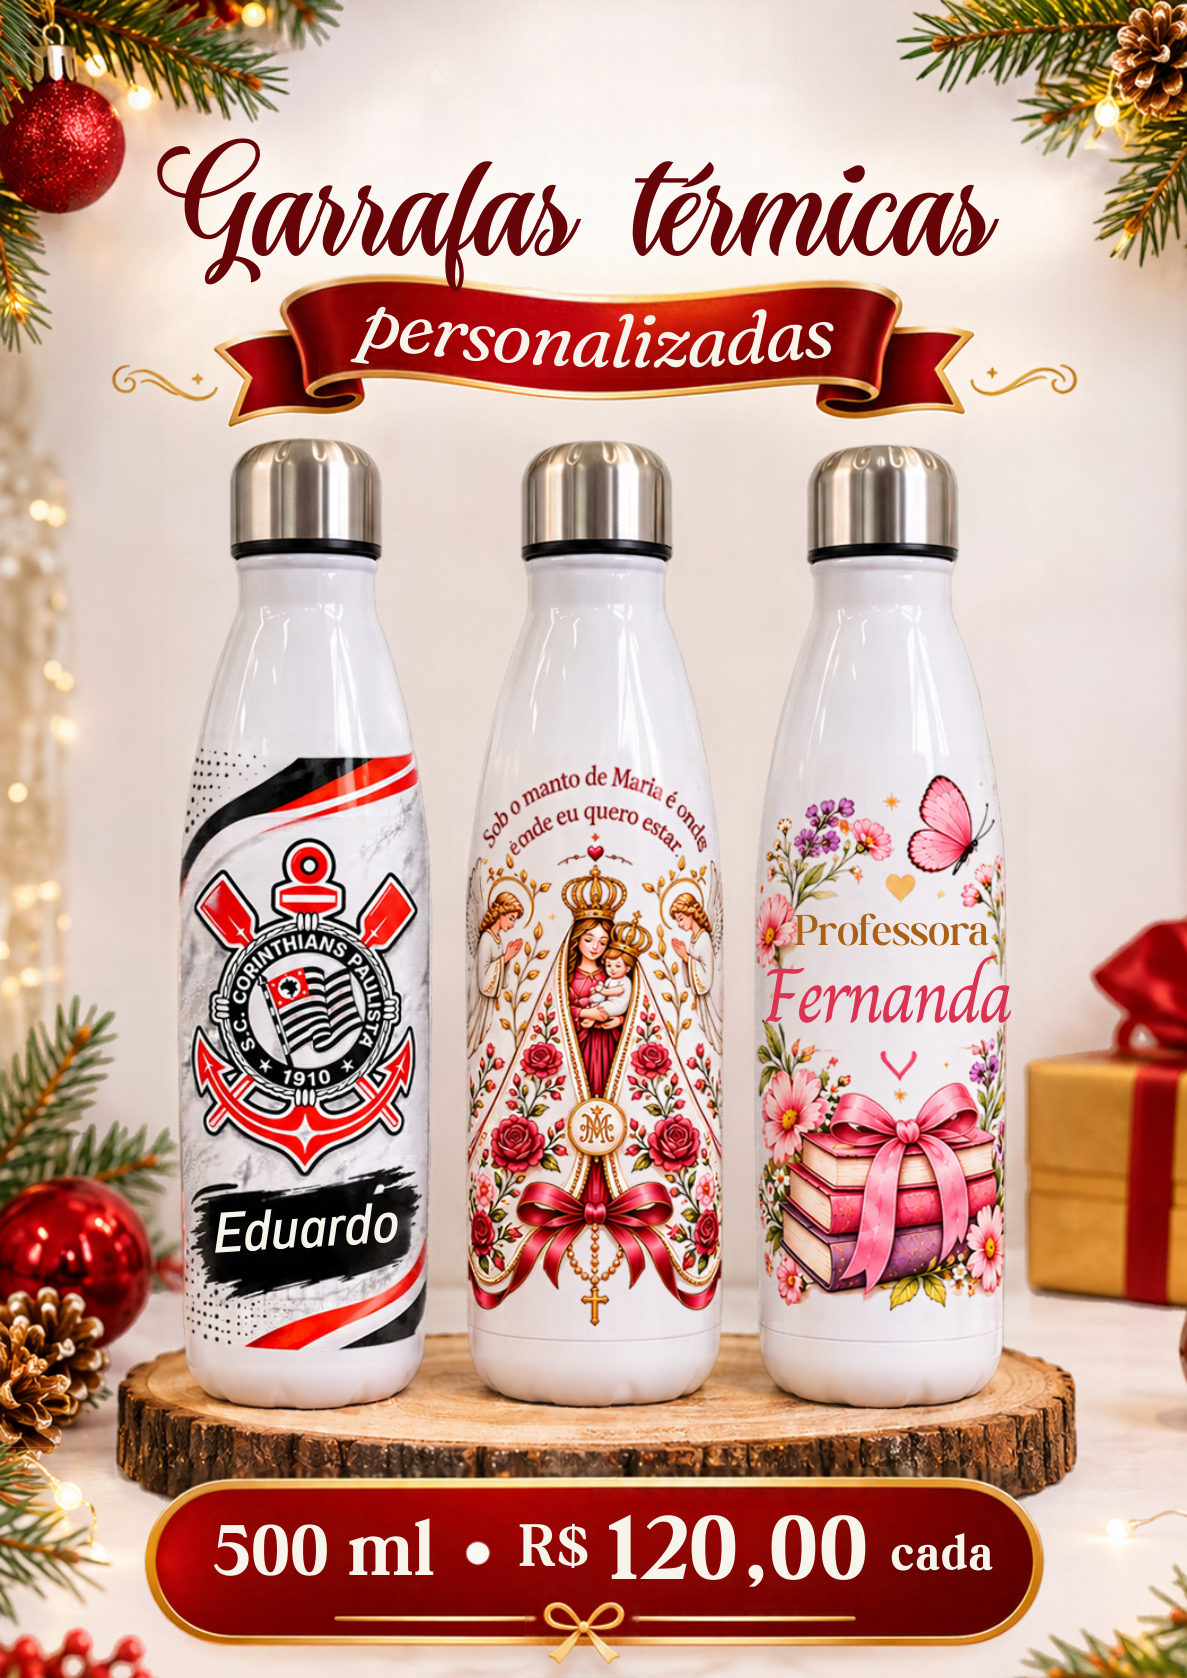 Garrafas térmicas
personalizadas
S.C. CORINTHIANS PAULISTA
1910
Eduardo
Sob o manto de Maria é onde
éonde eu quero estar
Professora
Fernanda
500 ml • R$ 120,00 cada